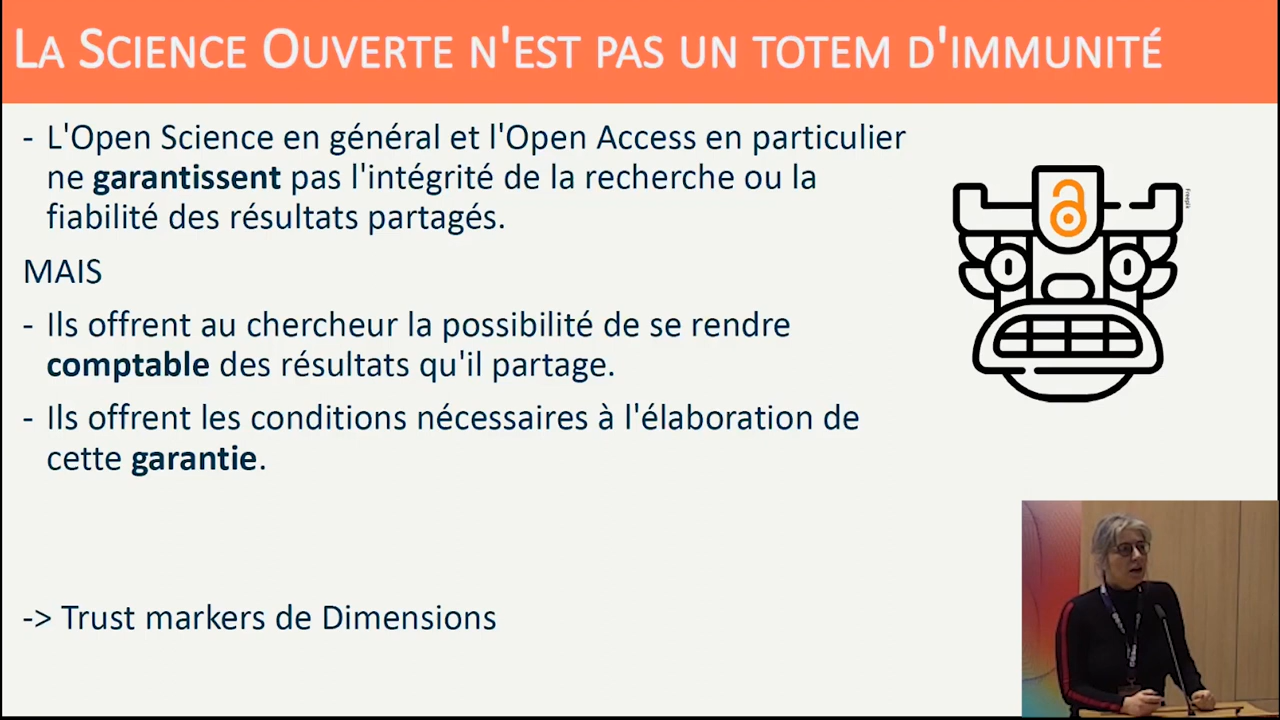 LA SCIENCE OUVERTE N'EST PAS UN TOTEM D'IMMUNITÉ
- L'Open Science en général et l'Open Access en particulier
ne garantissent pas l'intégrité de la recherche ou la
fiabilité des résultats partagés.
MAIS
- Ils offrent au chercheur la possibilité de se rendre
comptable des résultats qu'il partage.
- Ils offrent les conditions nécessaires à l'élaboration de
cette garantie.
-> Trust markers de Dimensions